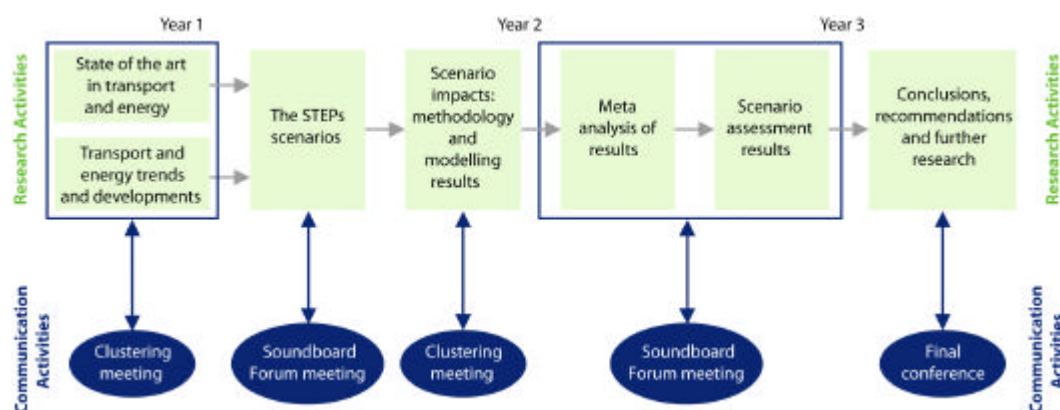 Year 1
Year 2
Year 3
Research Activities
State of the art
in transport
and energy
Transport and
energy trends
and developments
The STEPs
scenarios
Scenario
impacts:
methodology
and
modelling
results
Meta
analysis of
results
Scenario
assessment
results
Conclusions,
recommendations
and further
research
Research Activities
Communication
Activities
Clustering
meeting
Soundboard
Forum meeting
Clustering
meeting
Soundboard
Forum meeting
Final
conference
Communication
Activities